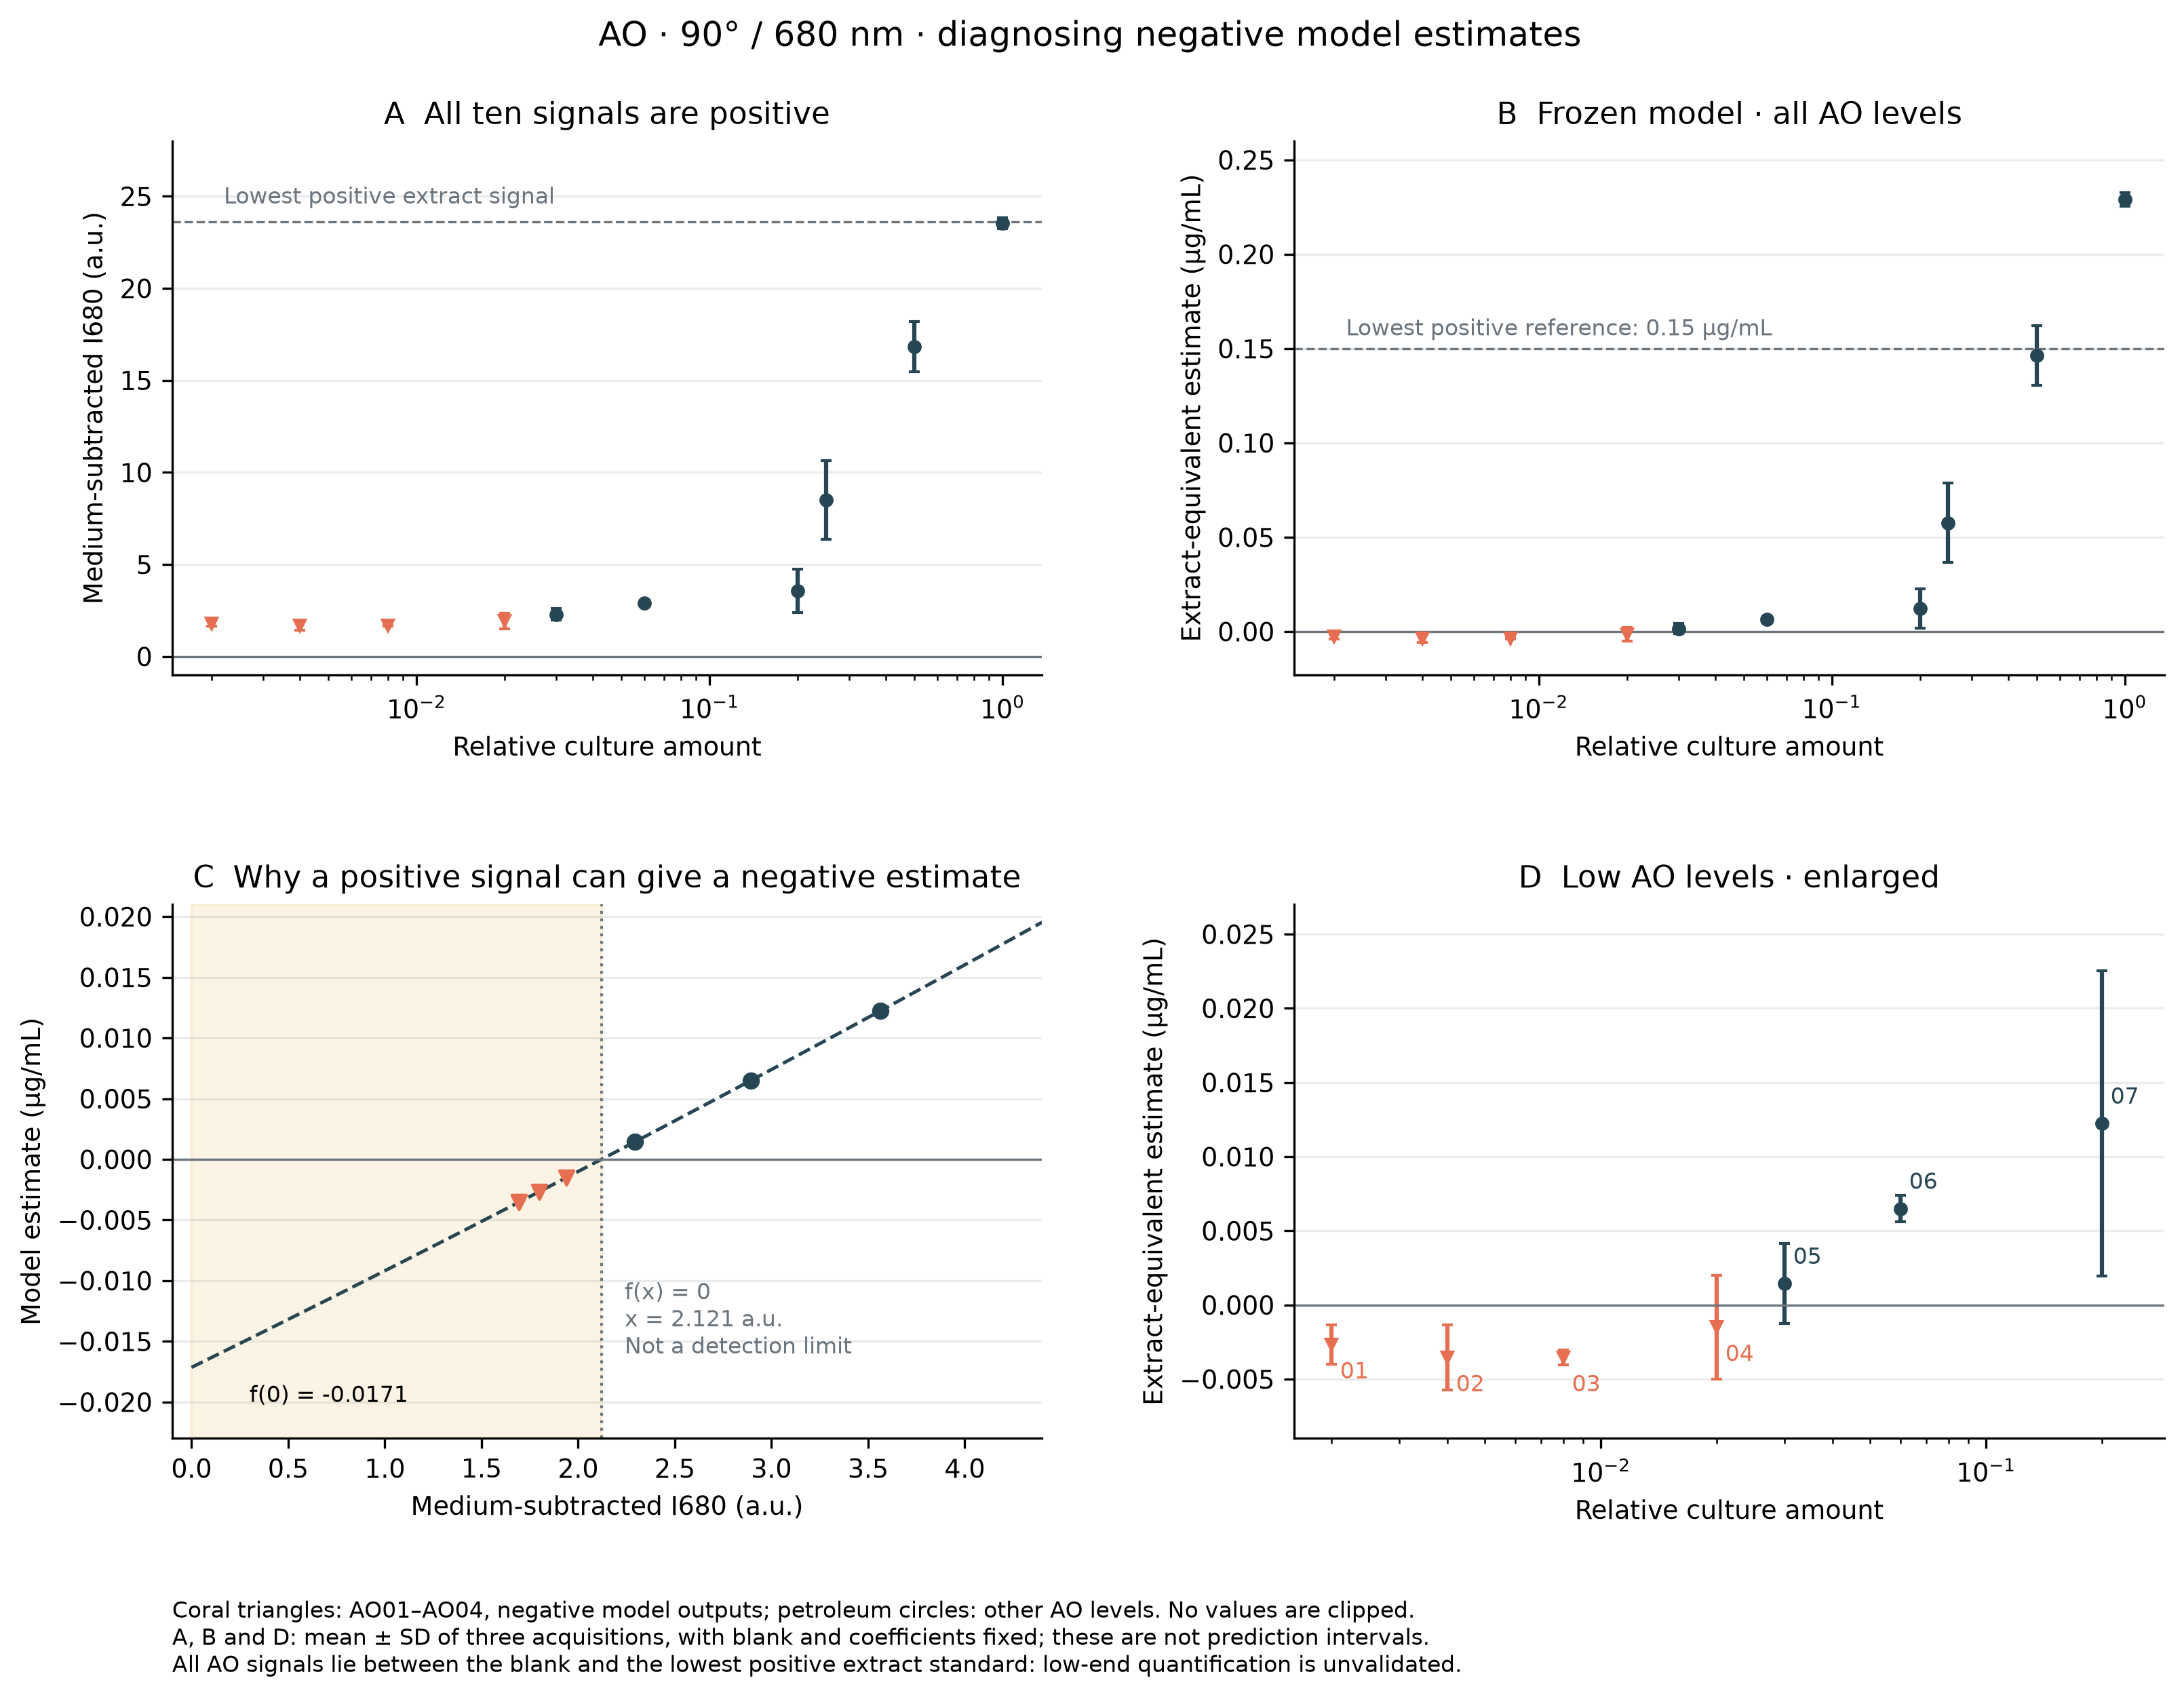 AO · 90° / 680 nm · diagnosing negative model estimates
A  All ten signals are positive
Medium-subtracted I680 (a.u.)
25
20
15
10
5
0
Lowest positive extract signal
10⁻²
10⁻¹
10⁰
Relative culture amount
B  Frozen model · all AO levels
Extract-equivalent estimate (µg/mL)
0.25
0.20
0.15
0.10
0.05
0.00
Lowest positive reference: 0.15 µg/mL
10⁻²
10⁻¹
10⁰
Relative culture amount
C  Why a positive signal can give a negative estimate
Model estimate (µg/mL)
0.020
0.015
0.010
0.005
0.000
−0.005
−0.010
−0.015
−0.020
f(x) = 0
x = 2.121 a.u.
Not a detection limit
f(0) = -0.0171
0.0
0.5
1.0
1.5
2.0
2.5
3.0
3.5
4.0
Medium-subtracted I680 (a.u.)
D  Low AO levels · enlarged
Extract-equivalent estimate (µg/mL)
0.025
0.020
0.015
0.010
0.005
0.000
−0.005
01
02
03
04
05
06
07
10⁻²
10⁻¹
Relative culture amount
Coral triangles: AO01–AO04, negative model outputs; petroleum circles: other AO levels. No values are clipped.
A, B and D: mean ± SD of three acquisitions, with blank and coefficients fixed; these are not prediction intervals.
All AO signals lie between the blank and the lowest positive extract standard: low-end quantification is unvalidated.